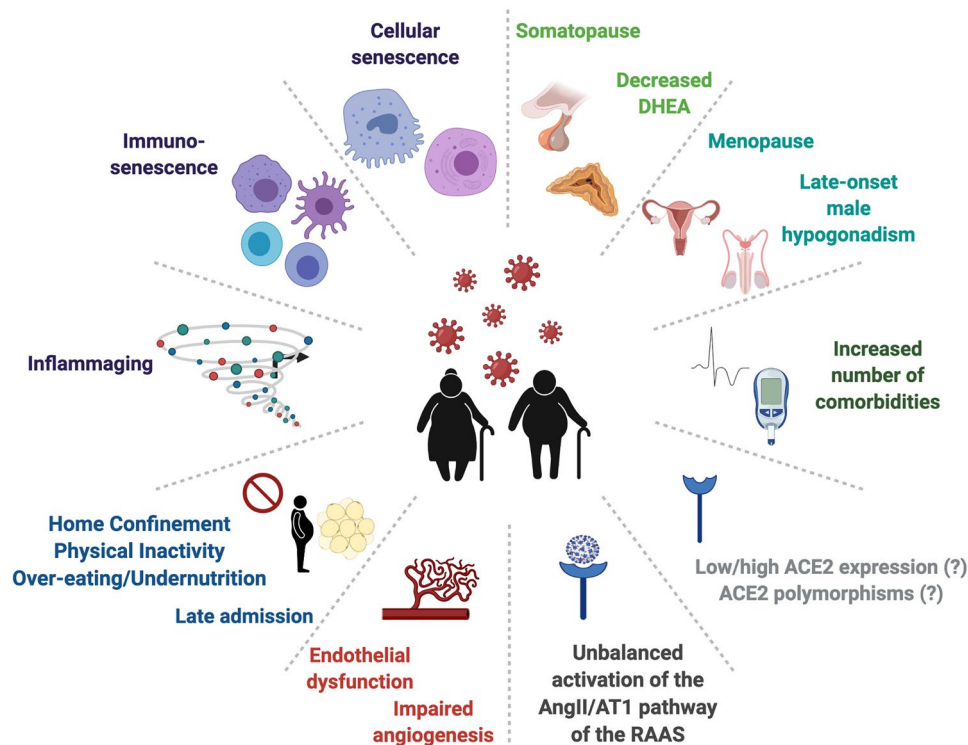 Cellular
senescence
Somatopause
Decreased
DHEA
Immuno-
senescence
Menopause
Late-onset
male
hypogonadism
Inflammaging
Increased
number of
comorbidities
Home Confinement
Physical Inactivity
Over-eating/Undernutrition
Late admission
Low/high ACE2 expression (?)
ACE2 polymorphisms (?)
Endothelial
dysfunction
Impaired
angiogenesis
Unbalanced
activation of the
AngII/AT1 pathway
of the RAAS